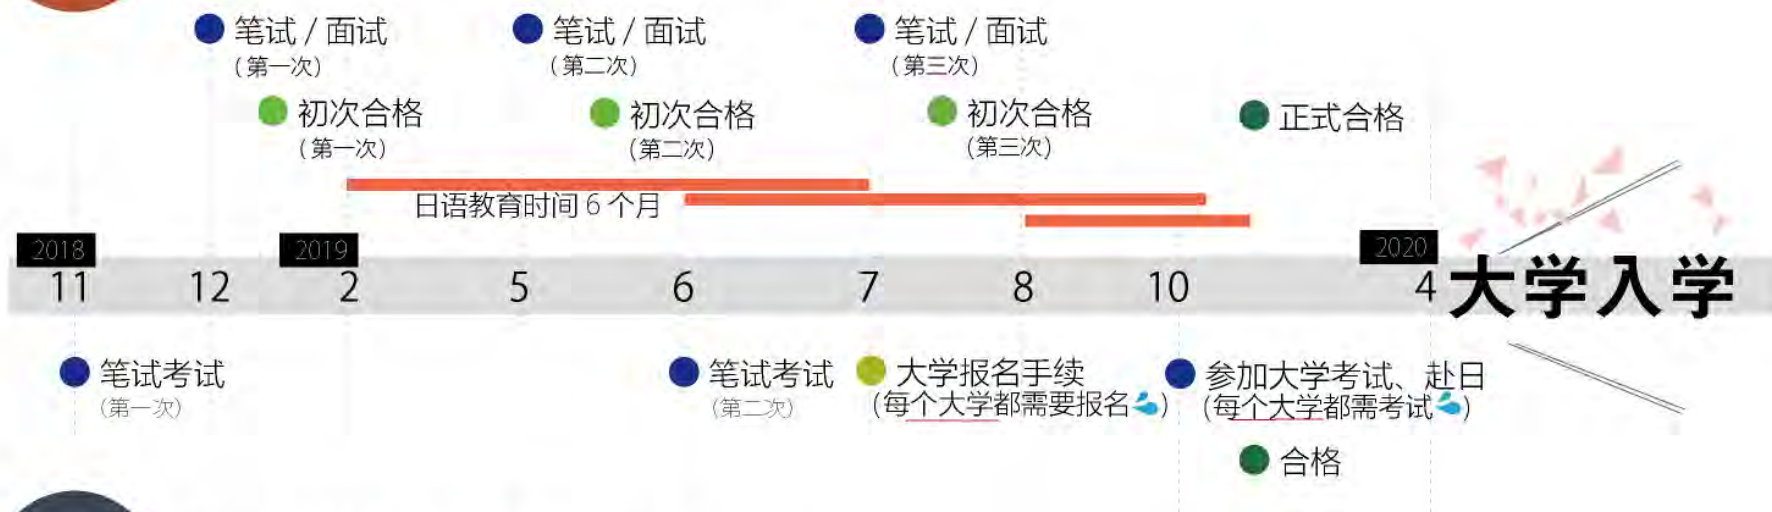 笔试 / 面试
(第一次)
笔试 / 面试
(第二次)
笔试 / 面试
(第三次)
初次合格
(第一次)
初次合格
(第二次)
初次合格
(第三次)
正式合格
日语教育时间 6 个月
2018
2019
2020
11 12 2 5 6 7 8 10 4 大学入学
笔试考试
(第一次)
笔试考试
(第二次)
大学报名手续
(每个大学都需要报名💦)
参加大学考试、赴日
(每个大学都需考试💦)
合格